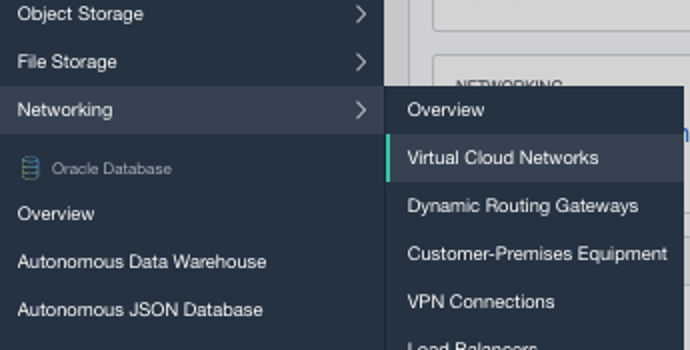 Object Storage
File Storage
Networking
Oracle Database
Overview
Autonomous Data Warehouse
Autonomous JSON Database
NETWORKING
Overview
Virtual Cloud Networks
Dynamic Routing Gateways
Customer-Premises Equipment
VPN Connections
Load Balancers